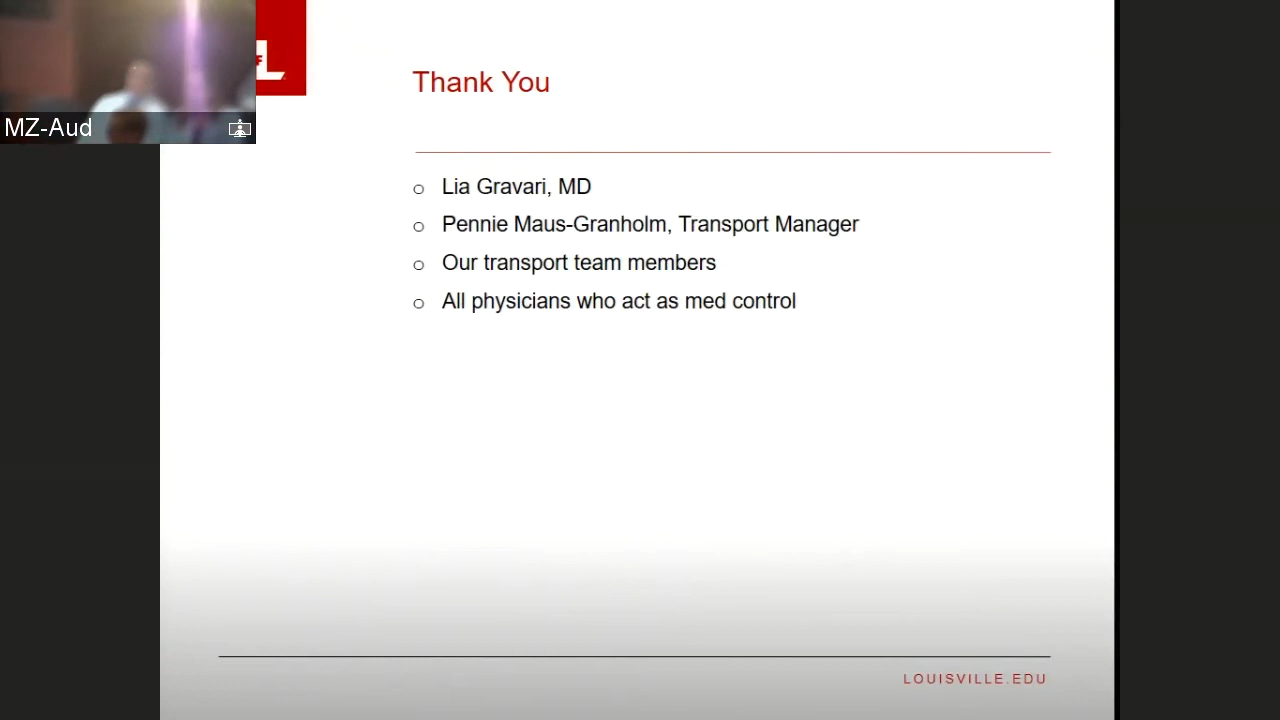 Thank You
MZ-Aud
Lia Gravari, MD
Pennie Maus-Granholm, Transport Manager
Our transport team members
All physicians who act as med control
LOUISVILLE.EDU